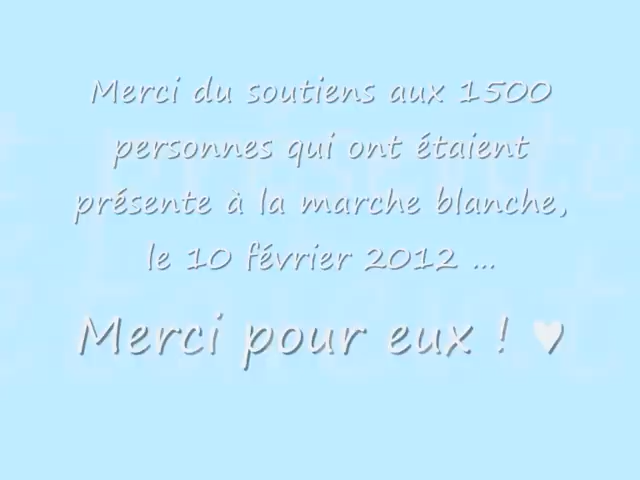 Merci du soutiens aux 1500
personnes qui ont étaient
présente à la marche blanche,
le 10 février 2012 ...
Merci pour eux ! ♥